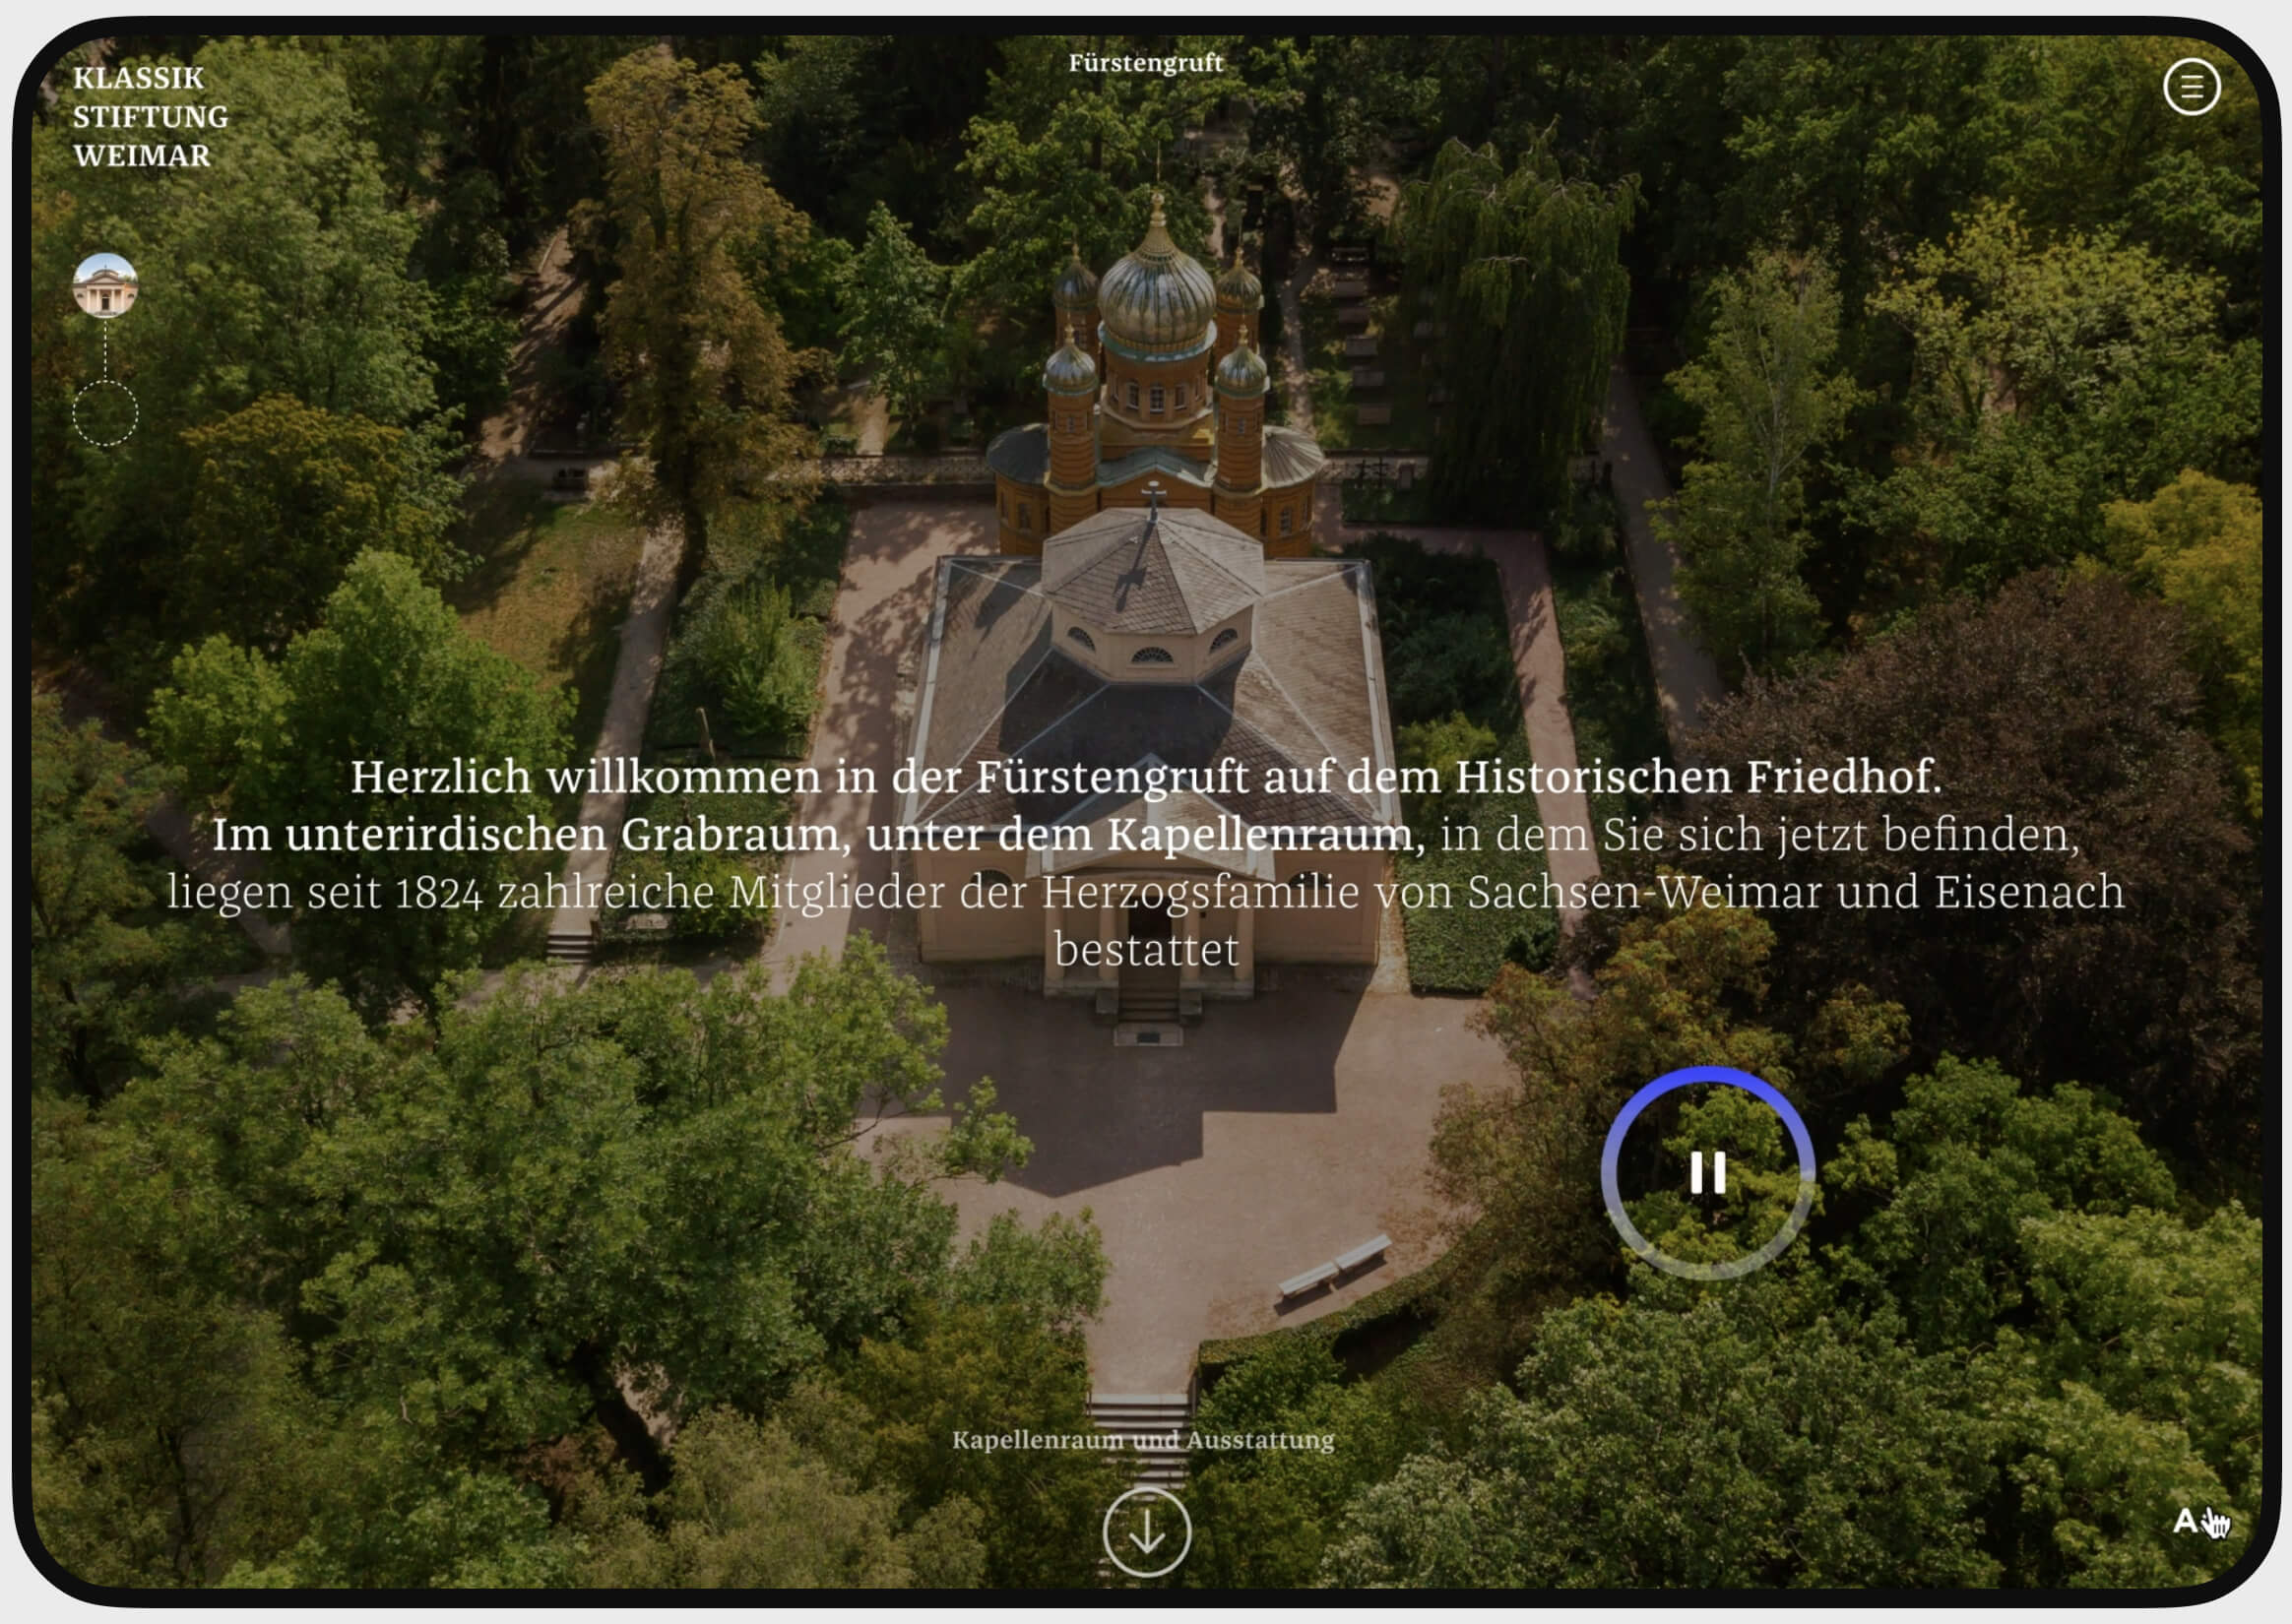 KLASSIK
STIFTUNG
WEIMAR
Fürstengruft
Herzlich willkommen in der Fürstengruft auf dem Historischen Friedhof.
Im unterirdischen Grabraum, unter dem Kapellenraum, in dem Sie sich jetzt befinden,
liegen seit 1824 zahlreiche Mitglieder der Herzogsfamilie von Sachsen-Weimar und Eisenach
bestattet
Kapellenraum und Ausstattung